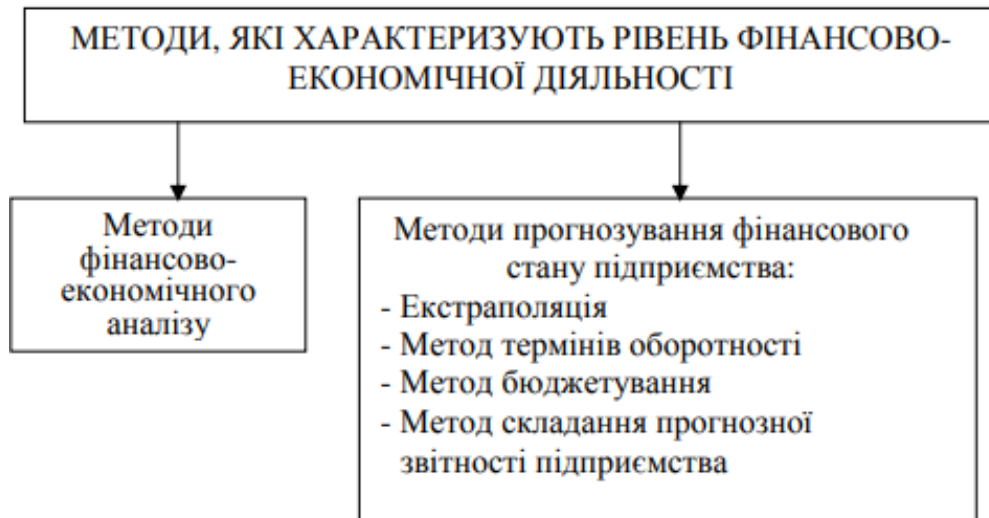 МЕТОДИ, ЯКІ ХАРАКТЕРИЗУЮТЬ РІВЕНЬ ФІНАНСОВО-
ЕКОНОМІЧНОЇ ДІЯЛЬНОСТІ
Методи
фінансово-
економічного
аналізу
Методи прогнозування фінансового
стану підприємства:
- Екстраполяція
- Метод термінів оборотності
- Метод бюджетування
- Метод складання прогнозної
звітності підприємства